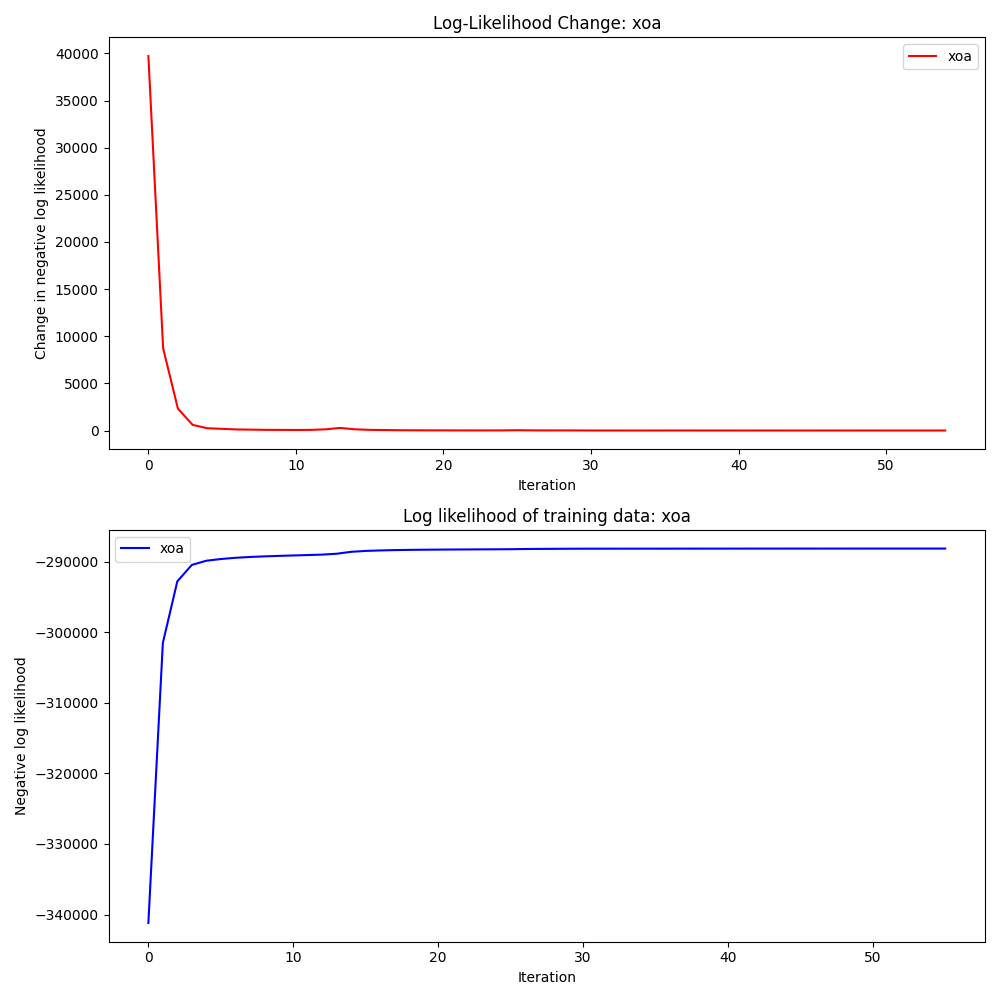 Log-Likelihood Change: xoa
40000
35000
30000
25000
20000
15000
10000
5000
0
Change in negative log likelihood
xoa
0 10 20 30 40 50
Iteration
Log likelihood of training data: xoa
−290000
−300000
−310000
−320000
−330000
−340000
Negative log likelihood
xoa
0 10 20 30 40 50
Iteration